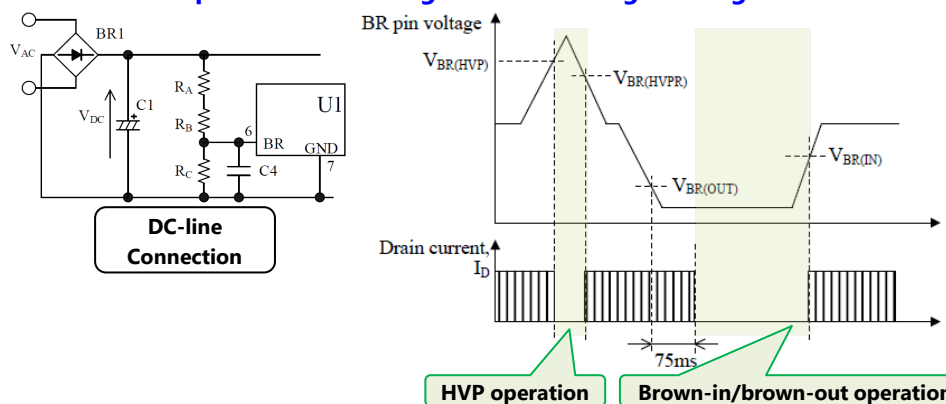 BR pin voltage
BR1
VAC
VBR(HVP)
VBR(HVPR)
RA
C1
U1
VDC
RB
6
BR
GND
RC
C4
7
VBR(IN)
VBR(OUT)
DC-line
Connection
Drain current,
ID
75ms
HVP operation
Brown-in/brown-out operation